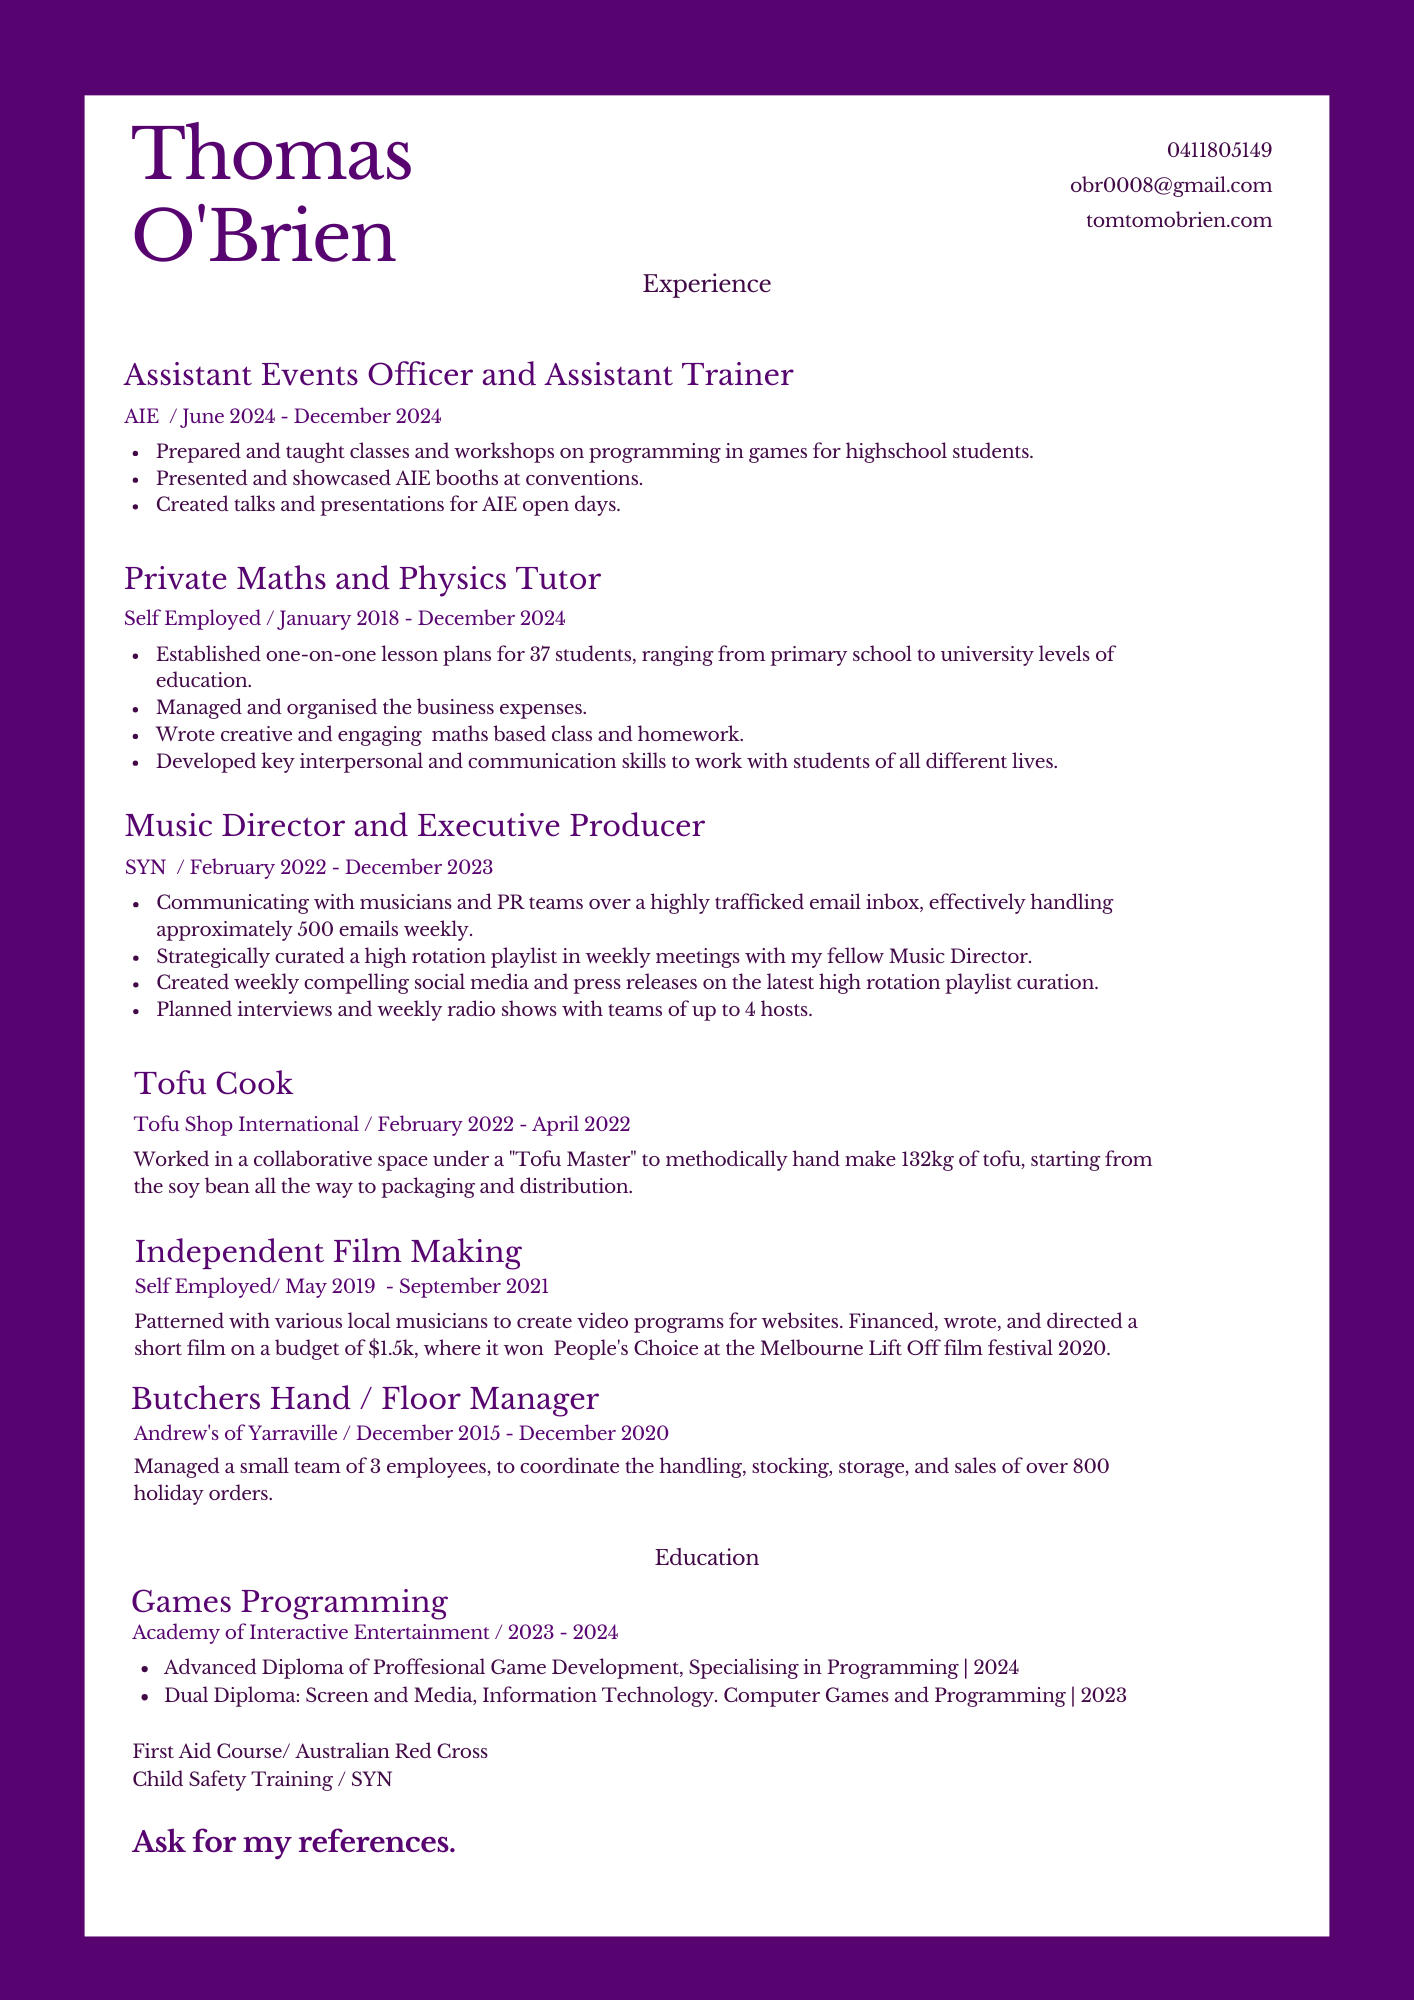 Thomas
O'Brien
0411805149
obr0008@gmail.com
tomtomobrien.com
Experience
Assistant Events Officer and Assistant Trainer
AIE / June 2024 - December 2024
• Prepared and taught classes and workshops on programming in games for highschool students.
• Presented and showcased AIE booths at conventions.
• Created talks and presentations for AIE open days.
Private Maths and Physics Tutor
Self Employed / January 2018 - December 2024
• Established one-on-one lesson plans for 37 students, ranging from primary school to university levels of
education.
• Managed and organised the business expenses.
• Wrote creative and engaging maths based class and homework.
• Developed key interpersonal and communication skills to work with students of all different lives.
Music Director and Executive Producer
SYN / February 2022 - December 2023
• Communicating with musicians and PR teams over a highly trafficked email inbox, effectively handling
approximately 500 emails weekly.
• Strategically curated a high rotation playlist in weekly meetings with my fellow Music Director.
• Created weekly compelling social media and press releases on the latest high rotation playlist curation.
• Planned interviews and weekly radio shows with teams of up to 4 hosts.
Tofu Cook
Tofu Shop International / February 2022 - April 2022
Worked in a collaborative space under a "Tofu Master" to methodically hand make 132kg of tofu, starting from
the soy bean all the way to packaging and distribution.
Independent Film Making
Self Employed/ May 2019 - September 2021
Patterned with various local musicians to create video programs for websites. Financed, wrote, and directed a
short film on a budget of $1.5k, where it won People's Choice at the Melbourne Lift Off film festival 2020.
Butchers Hand / Floor Manager
Andrew's of Yarraville / December 2015 - December 2020
Managed a small team of 3 employees, to coordinate the handling, stocking, storage, and sales of over 800
holiday orders.
Education
Games Programming
Academy of Interactive Entertainment / 2023 - 2024
• Advanced Diploma of Proffesional Game Development, Specialising in Programming | 2024
• Dual Diploma: Screen and Media, Information Technology. Computer Games and Programming | 2023
First Aid Course/ Australian Red Cross
Child Safety Training / SYN
Ask for my references.